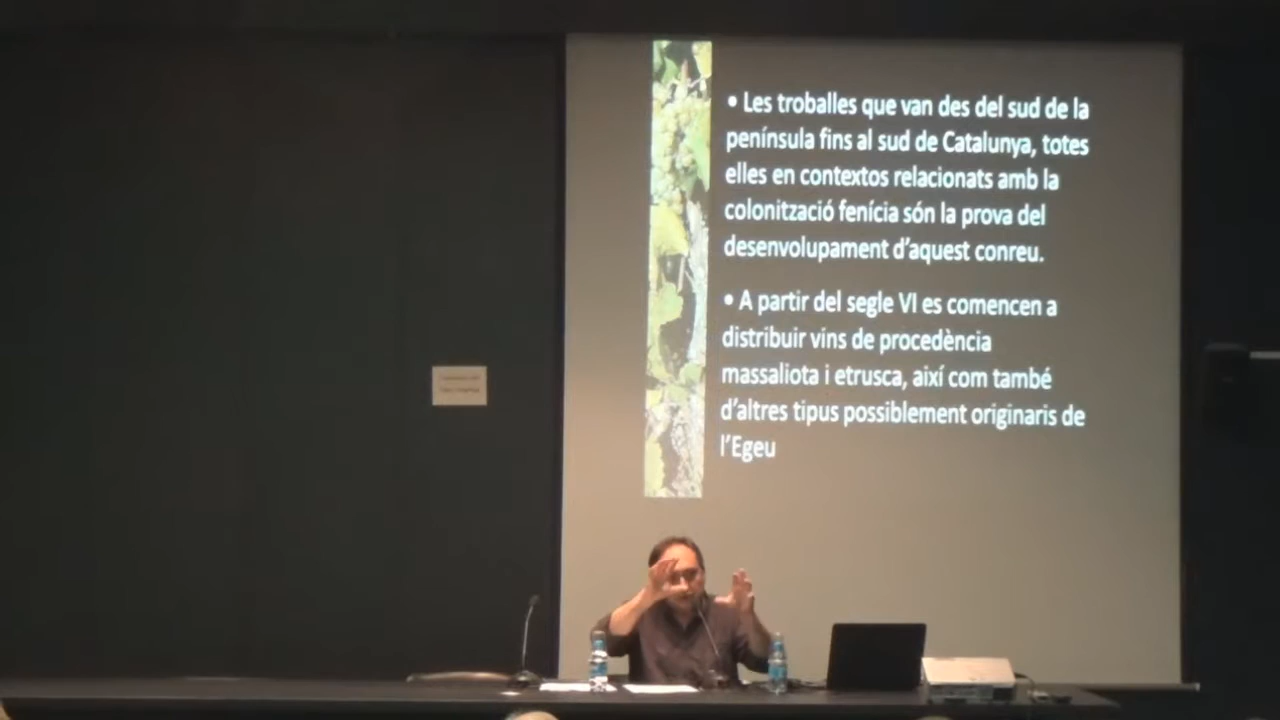 • Les troballes que van des del sud de la
península fins al sud de Catalunya, totes
elles en contextos relacionats amb la
colonització fenícia són la prova del
desenvolupament d'aquest conreu.
• A partir del segle VI es comencen a
distribuir vins de procedència
massaliota i etrusca, així com també
d'altres tipus possiblement originaris de
l'Egeu